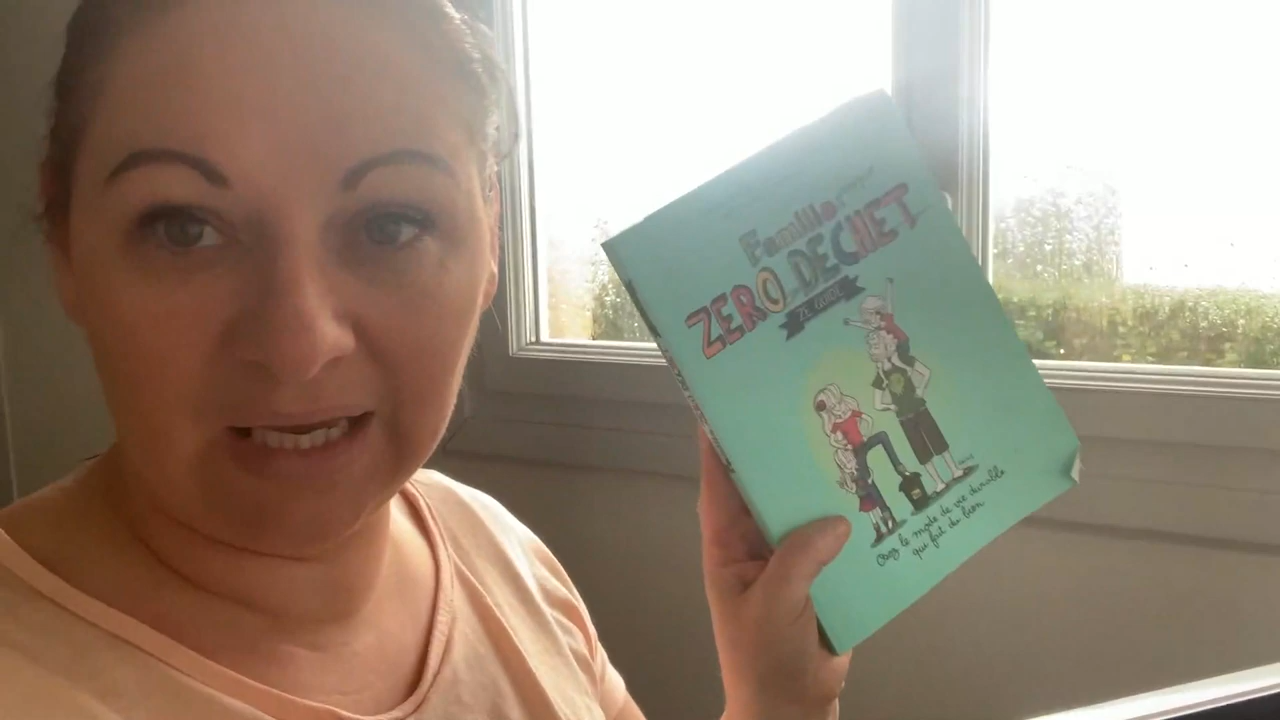 Famille
ZERO DECHET
ZE GUIDE
Osez le mode de vie durable
qui fait du bien